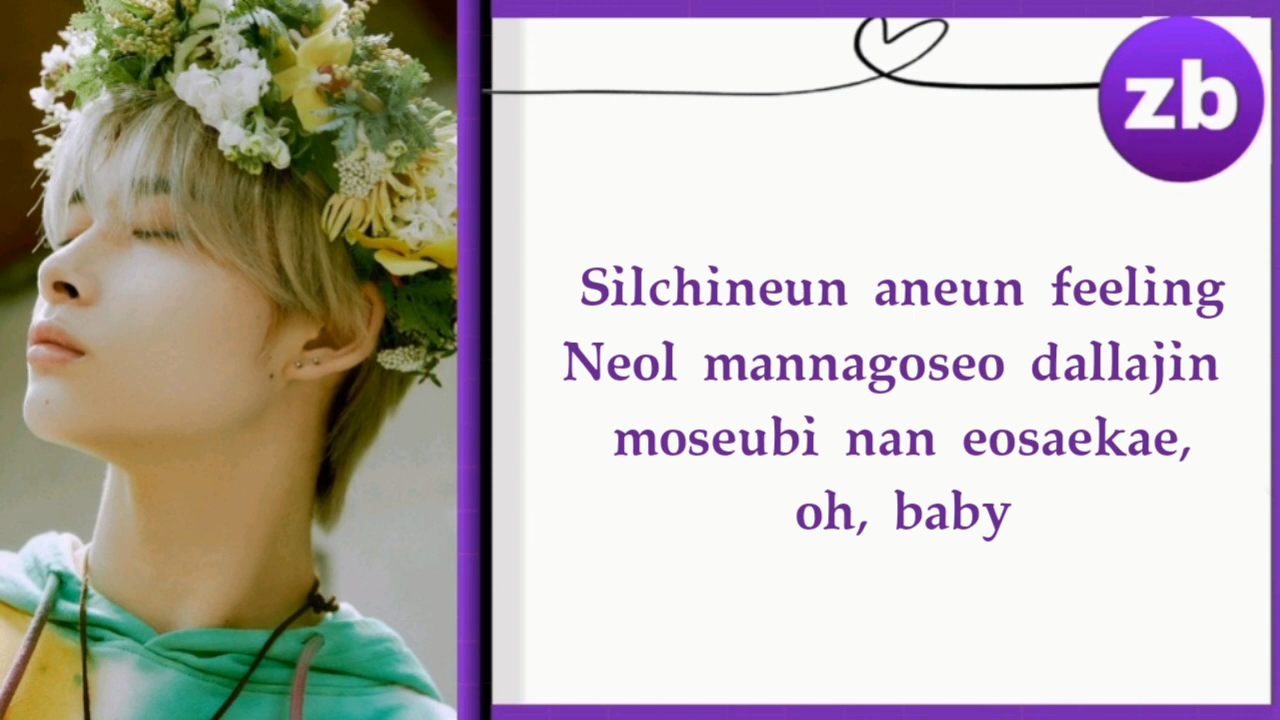 zb
Silchineun aneun feeling
Neol mannagoseo dallajin
moseubi nan eosaekae,
oh, baby